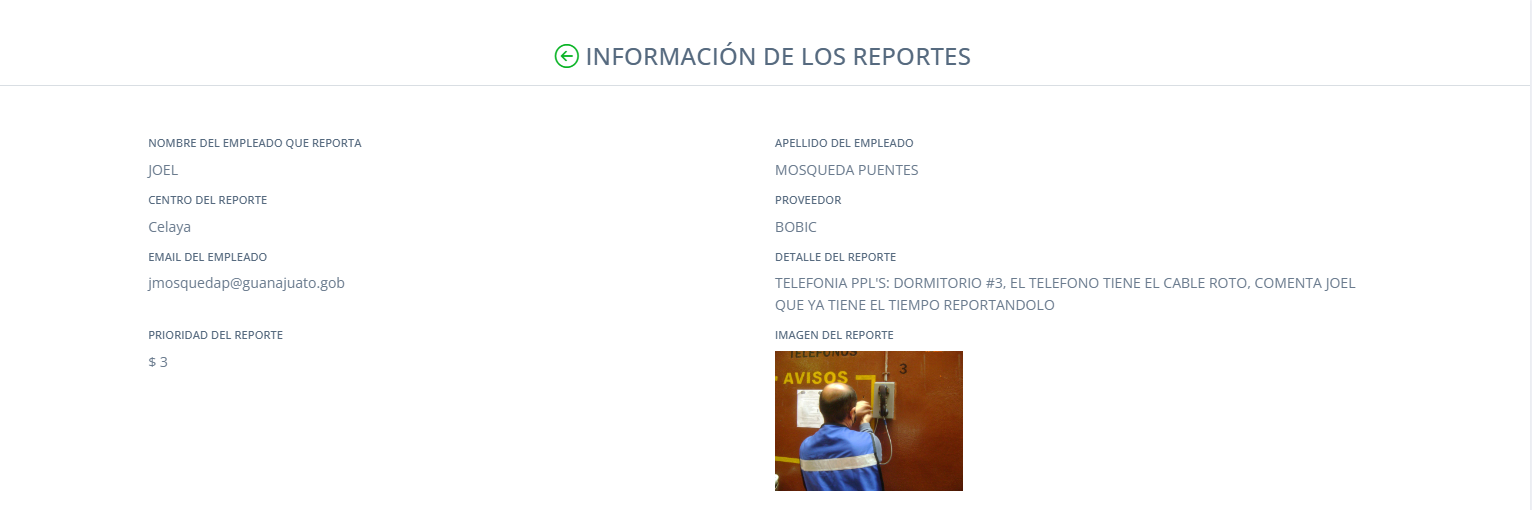 INFORMACIÓN DE LOS REPORTES
NOMBRE DEL EMPLEADO QUE REPORTA
JOEL
APELLIDO DEL EMPLEADO
MOSQUEDA PUENTES
CENTRO DEL REPORTE
Celaya
PROVEEDOR
BOBIC
EMAIL DEL EMPLEADO
jmosquedap@guanajuato.gob
DETALLE DEL REPORTE
TELEFONIA PPL'S: DORMITORIO #3, EL TELEFONO TIENE EL CABLE ROTO, COMENTA JOEL
QUE YA TIENE EL TIEMPO REPORTANDOLO
PRIORIDAD DEL REPORTE
$ 3
IMAGEN DEL REPORTE
TELEFONOS
3
AVISOS